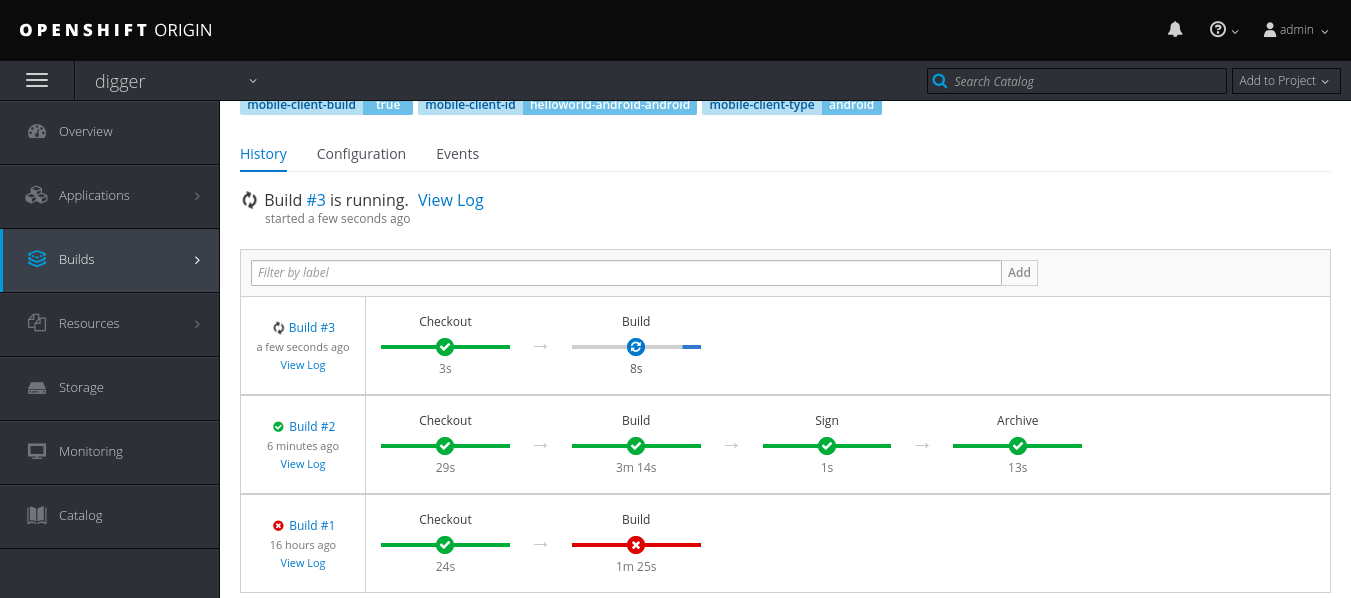 OPENSHIFT ORIGIN
admin
digger
Search Catalog
Add to Project
mobile-client-build true mobile-client-id helloworld-android-android mobile-client-type android
Overview
Applications
Builds
Resources
Storage
Monitoring
Catalog
History Configuration Events
Build #3 is running. View Log
started a few seconds ago
Filter by label
Add
Build #3
a few seconds ago
View Log
Checkout
3s
→
Build
8s
Build #2
6 minutes ago
View Log
Checkout
29s
→
Build
3m 14s
→
Sign
1s
→
Archive
13s
Build #1
16 hours ago
View Log
Checkout
24s
→
Build
1m 25s